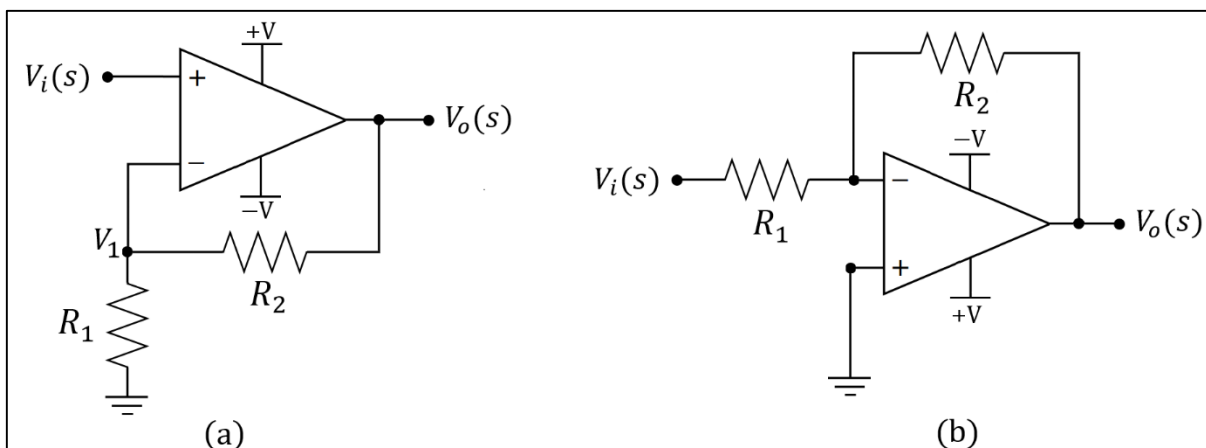 +V
V_i(s)
+
V_o(s)
−
−V
V_1
R_2
R_1
(a)
R_2
−V
V_i(s)
−
R_1
V_o(s)
+
+V
(b)